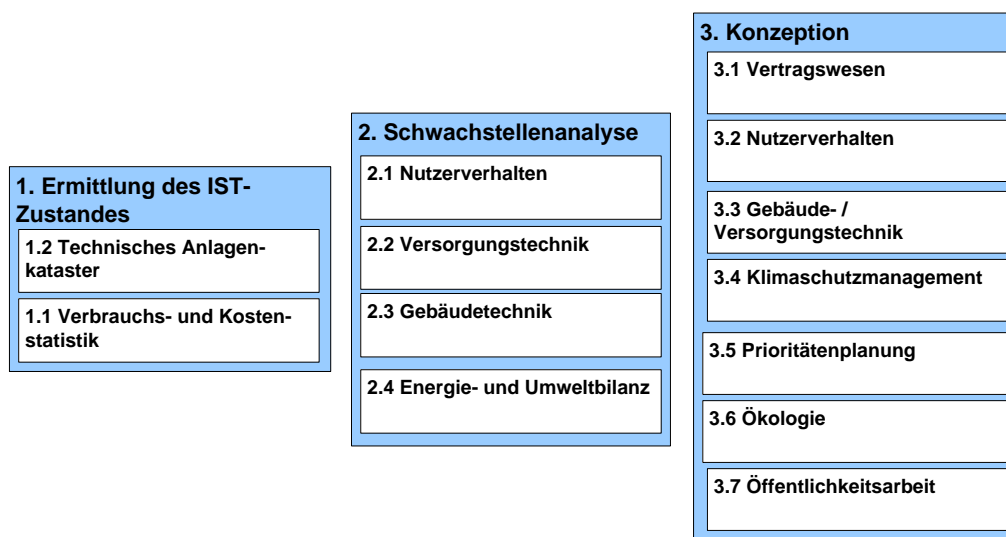 1. Ermittlung des IST-
Zustandes
1.2 Technisches Anlagen-
kataster
1.1 Verbrauchs- und Kosten-
statistik
2. Schwachstellenanalyse
2.1 Nutzerverhalten
2.2 Versorgungstechnik
2.3 Gebäudetechnik
2.4 Energie- und Umweltbilanz
3. Konzeption
3.1 Vertragswesen
3.2 Nutzerverhalten
3.3 Gebäude- /
Versorgungstechnik
3.4 Klimaschutzmanagement
3.5 Prioritätenplanung
3.6 Ökologie
3.7 Öffentlichkeitsarbeit